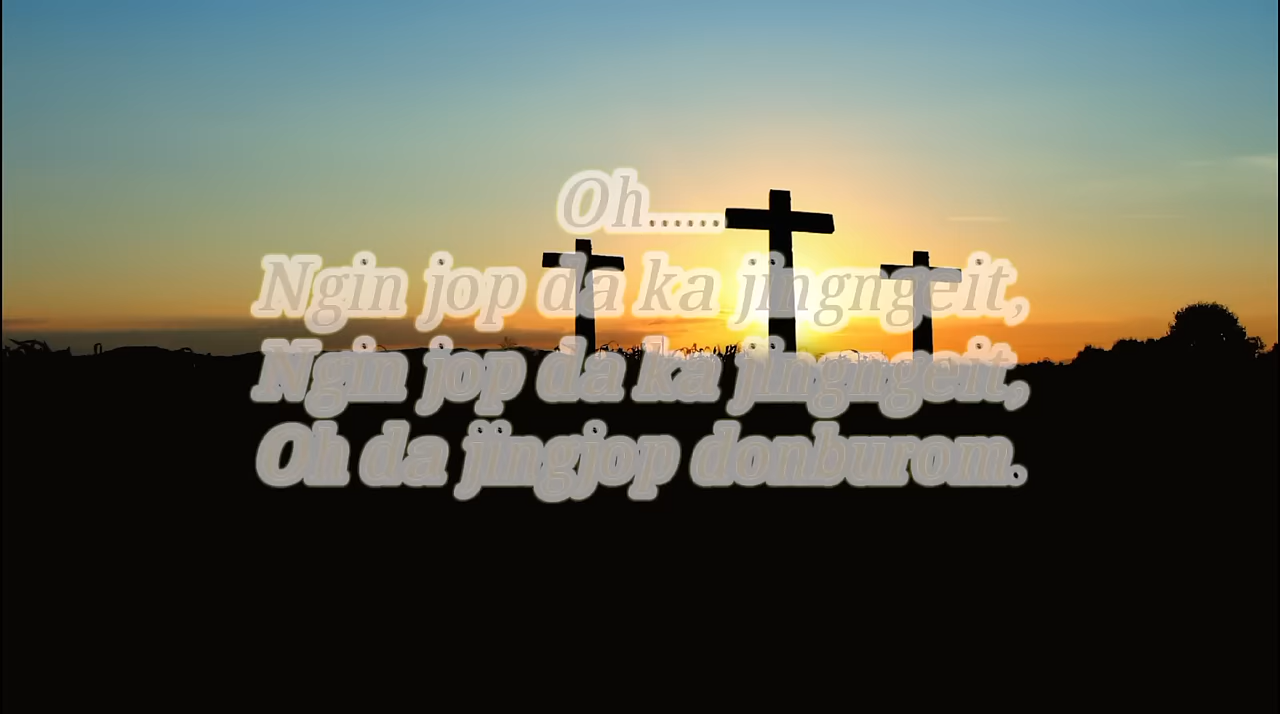 Oh......
Ngin jop da ka jingngeit,
Ngin jop da ka jingngeit,
Oh da jingjop donburom.